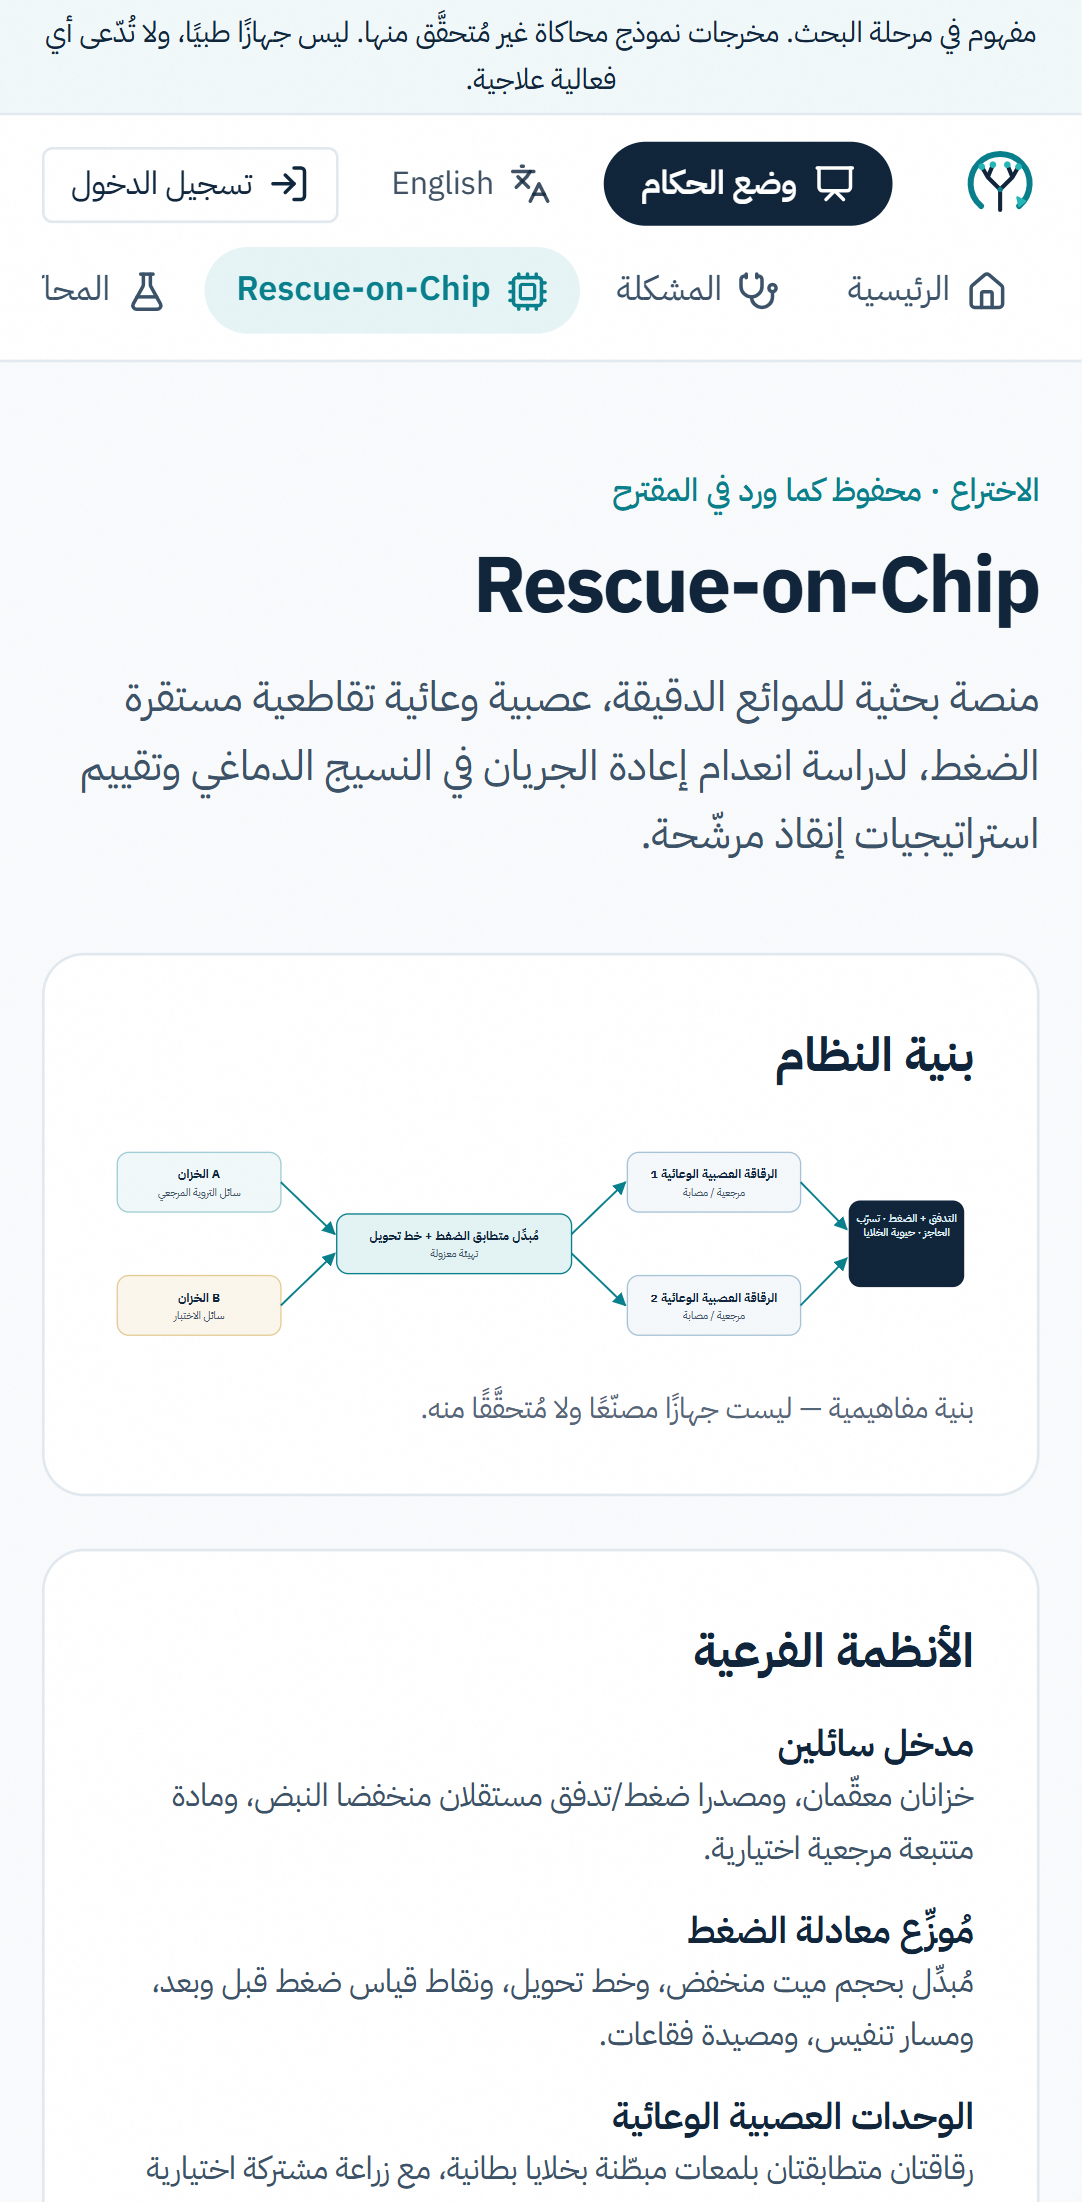 مفهوم في مرحلة البحث. مخرجات نموذج محاكاة غير مُتحقَّق منها. ليس جهازًا طبيًا، ولا تُدّعى أي
فعالية علاجية.
وضع الحكام
English
تسجيل الدخول
الرئيسية
المشكلة
Rescue-on-Chip
المحا
الاختراع · محفوظ كما ورد في المقترح
Rescue-on-Chip
منصة بحثية للموائع الدقيقة، عصبية وعائية تقاطعية مستقرة
الضغط، لدراسة انعدام إعادة الجريان في النسيج الدماغي وتقييم
استراتيجيات إنقاذ مرشّحة.
بنية النظام
الخزان A
سائل التروية المرجعي
الخزان B
سائل الاختبار
مُبدِّل متطابق الضغط + خط تحويل
تهيئة معزولة
الرقاقة العصبية الوعائية 1
مرجعية / مصابة
الرقاقة العصبية الوعائية 2
مرجعية / مصابة
التدفق + الضغط · تسرّب
الحاجز · حيوية الخلايا
بنية مفاهيمية — ليست جهازًا مصنّعًا ولا مُتحقَّقًا منه.
الأنظمة الفرعية
مدخل سائلين
خزانان معقّمان، ومصدرا ضغط/تدفق مستقلان منخفضا النبض، ومادة
متتبعة مرجعية اختيارية.
مُوزِّع معادلة الضغط
مُبدِّل بحجم ميت منخفض، وخط تحويل، ونقاط قياس ضغط قبل وبعد،
ومسار تنفيس، ومصيدة فقاعات.
الوحدات العصبية الوعائية
رقاقتان متطابقتان بلمعات مبطّنة بخلايا بطانية، مع زراعة مشتركة اختيارية